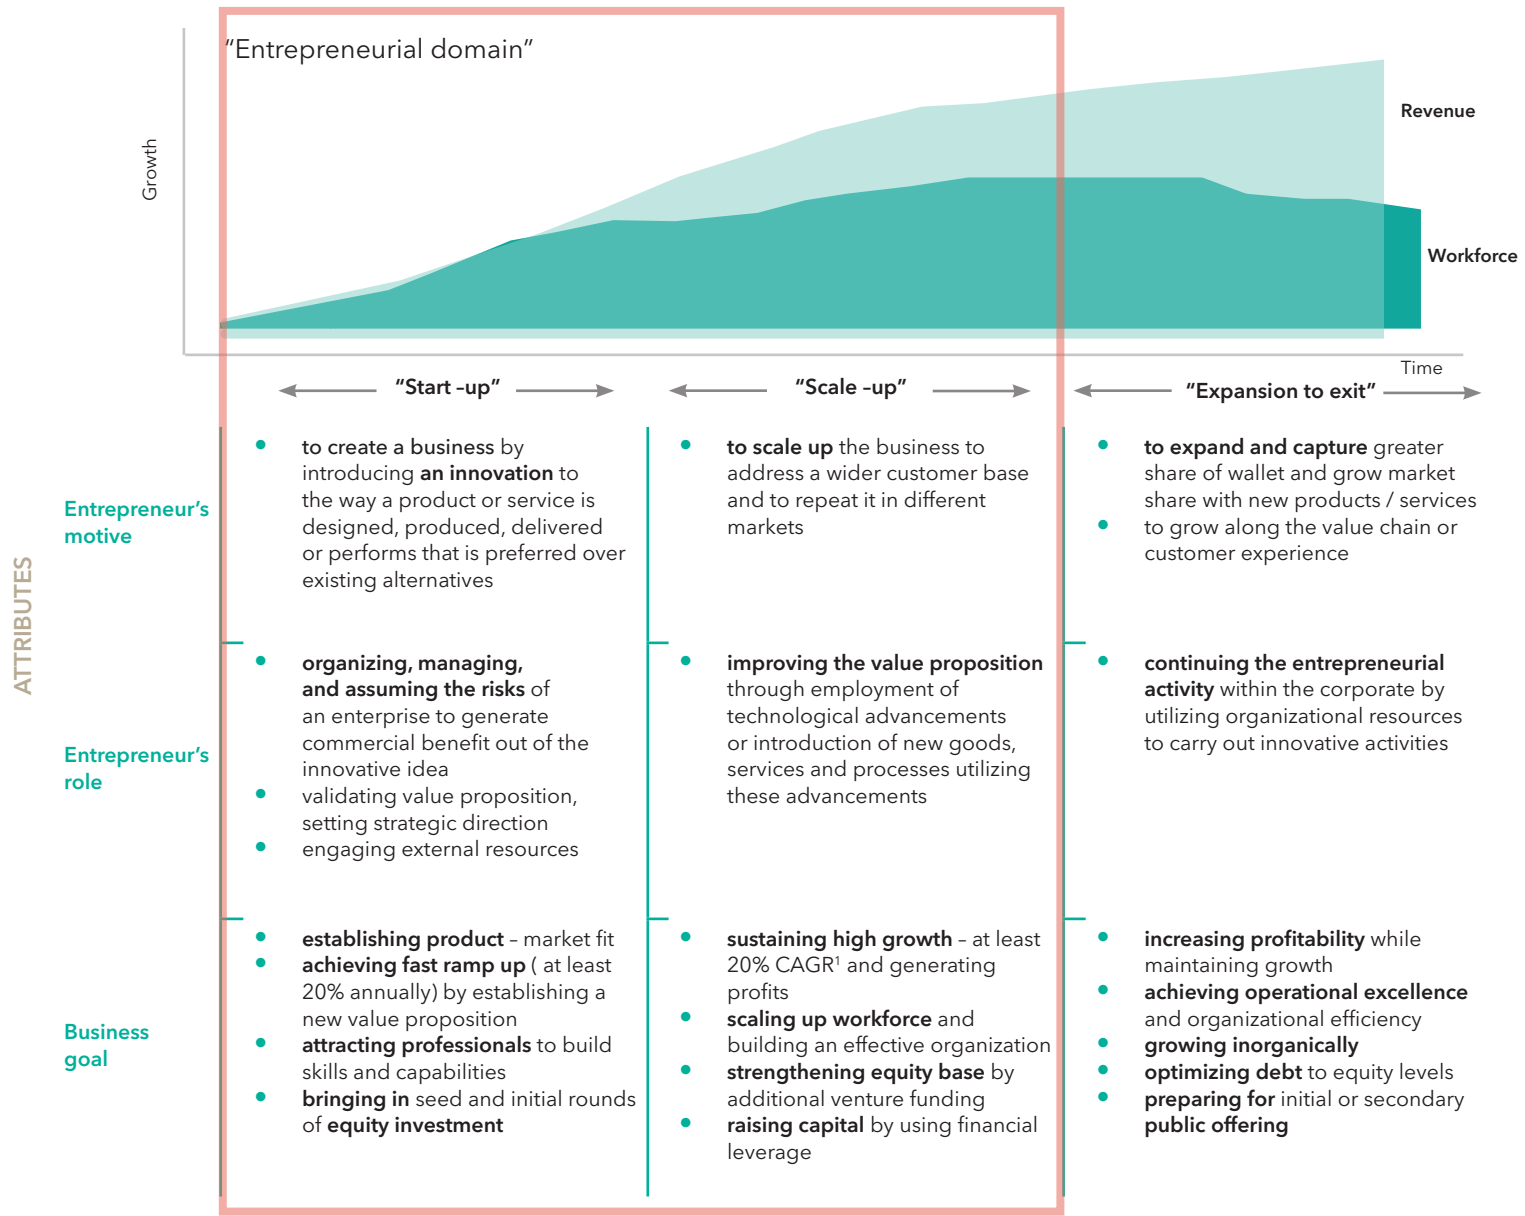 “Entrepreneurial domain”
Growth
Revenue
Workforce
Time
“Start –up”
“Scale –up”
“Expansion to exit”
ATTRIBUTES
Entrepreneur’s
motive
• to create a business by
introducing an innovation to
the way a product or service is
designed, produced, delivered
or performs that is preferred over
existing alternatives
• to scale up the business to
address a wider customer base
and to repeat it in different
markets
• to expand and capture greater
share of wallet and grow market
share with new products / services
• to grow along the value chain or
customer experience
Entrepreneur’s
role
• organizing, managing,
and assuming the risks of
an enterprise to generate
commercial benefit out of the
innovative idea
• validating value proposition,
setting strategic direction
• engaging external resources
• improving the value proposition
through employment of
technological advancements
or introduction of new goods,
services and processes utilizing
these advancements
• continuing the entrepreneurial
activity within the corporate by
utilizing organizational resources
to carry out innovative activities
Business
goal
• establishing product – market fit
• achieving fast ramp up ( at least
20% annually) by establishing a
new value proposition
• attracting professionals to build
skills and capabilities
• bringing in seed and initial rounds
of equity investment
• sustaining high growth – at least
20% CAGR¹ and generating
profits
• scaling up workforce and
building an effective organization
• strengthening equity base by
additional venture funding
• raising capital by using financial
leverage
• increasing profitability while
maintaining growth
• achieving operational excellence
and organizational efficiency
• growing inorganically
• optimizing debt to equity levels
• preparing for initial or secondary
public offering